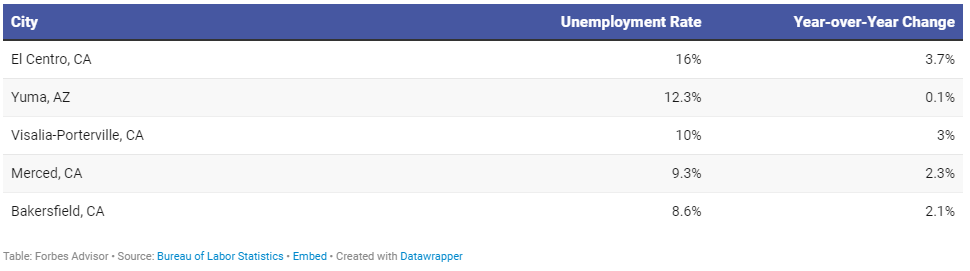 City Unemployment Rate Year-over-Year Change
El Centro, CA 16% 3.7%
Yuma, AZ 12.3% 0.1%
Visalia-Porterville, CA 10% 3%
Merced, CA 9.3% 2.3%
Bakersfield, CA 8.6% 2.1%
Table: Forbes Advisor • Source: Bureau of Labor Statistics • Embed • Created with Datawrapper